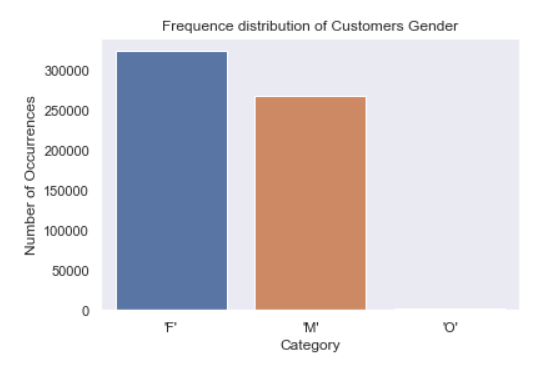 Frequence distribution of Customers Gender
300000
250000
200000
150000
100000
50000
0
Number of Occurrences
'F' 'M' 'O'
Category